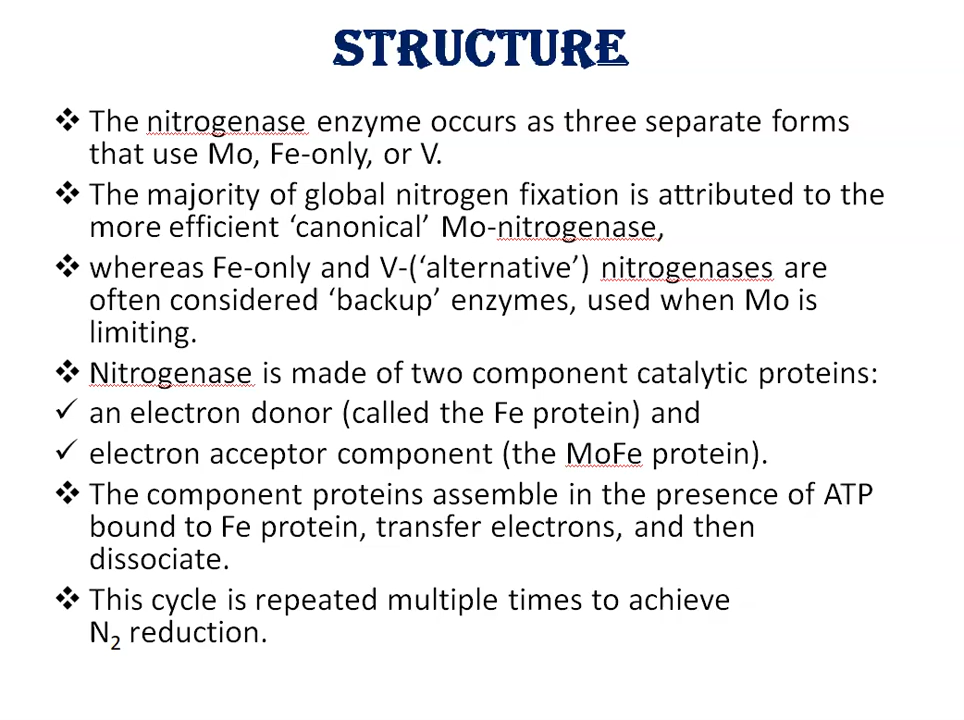 STRUCTURE
❖ The nitrogenase enzyme occurs as three separate forms
that use Mo, Fe-only, or V.
❖ The majority of global nitrogen fixation is attributed to the
more efficient ‘canonical’ Mo-nitrogenase,
❖ whereas Fe-only and V-(‘alternative’) nitrogenases are
often considered ‘backup’ enzymes, used when Mo is
limiting.
❖ Nitrogenase is made of two component catalytic proteins:
✓ an electron donor (called the Fe protein) and
✓ electron acceptor component (the MoFe protein).
❖ The component proteins assemble in the presence of ATP
bound to Fe protein, transfer electrons, and then
dissociate.
❖ This cycle is repeated multiple times to achieve
N₂ reduction.